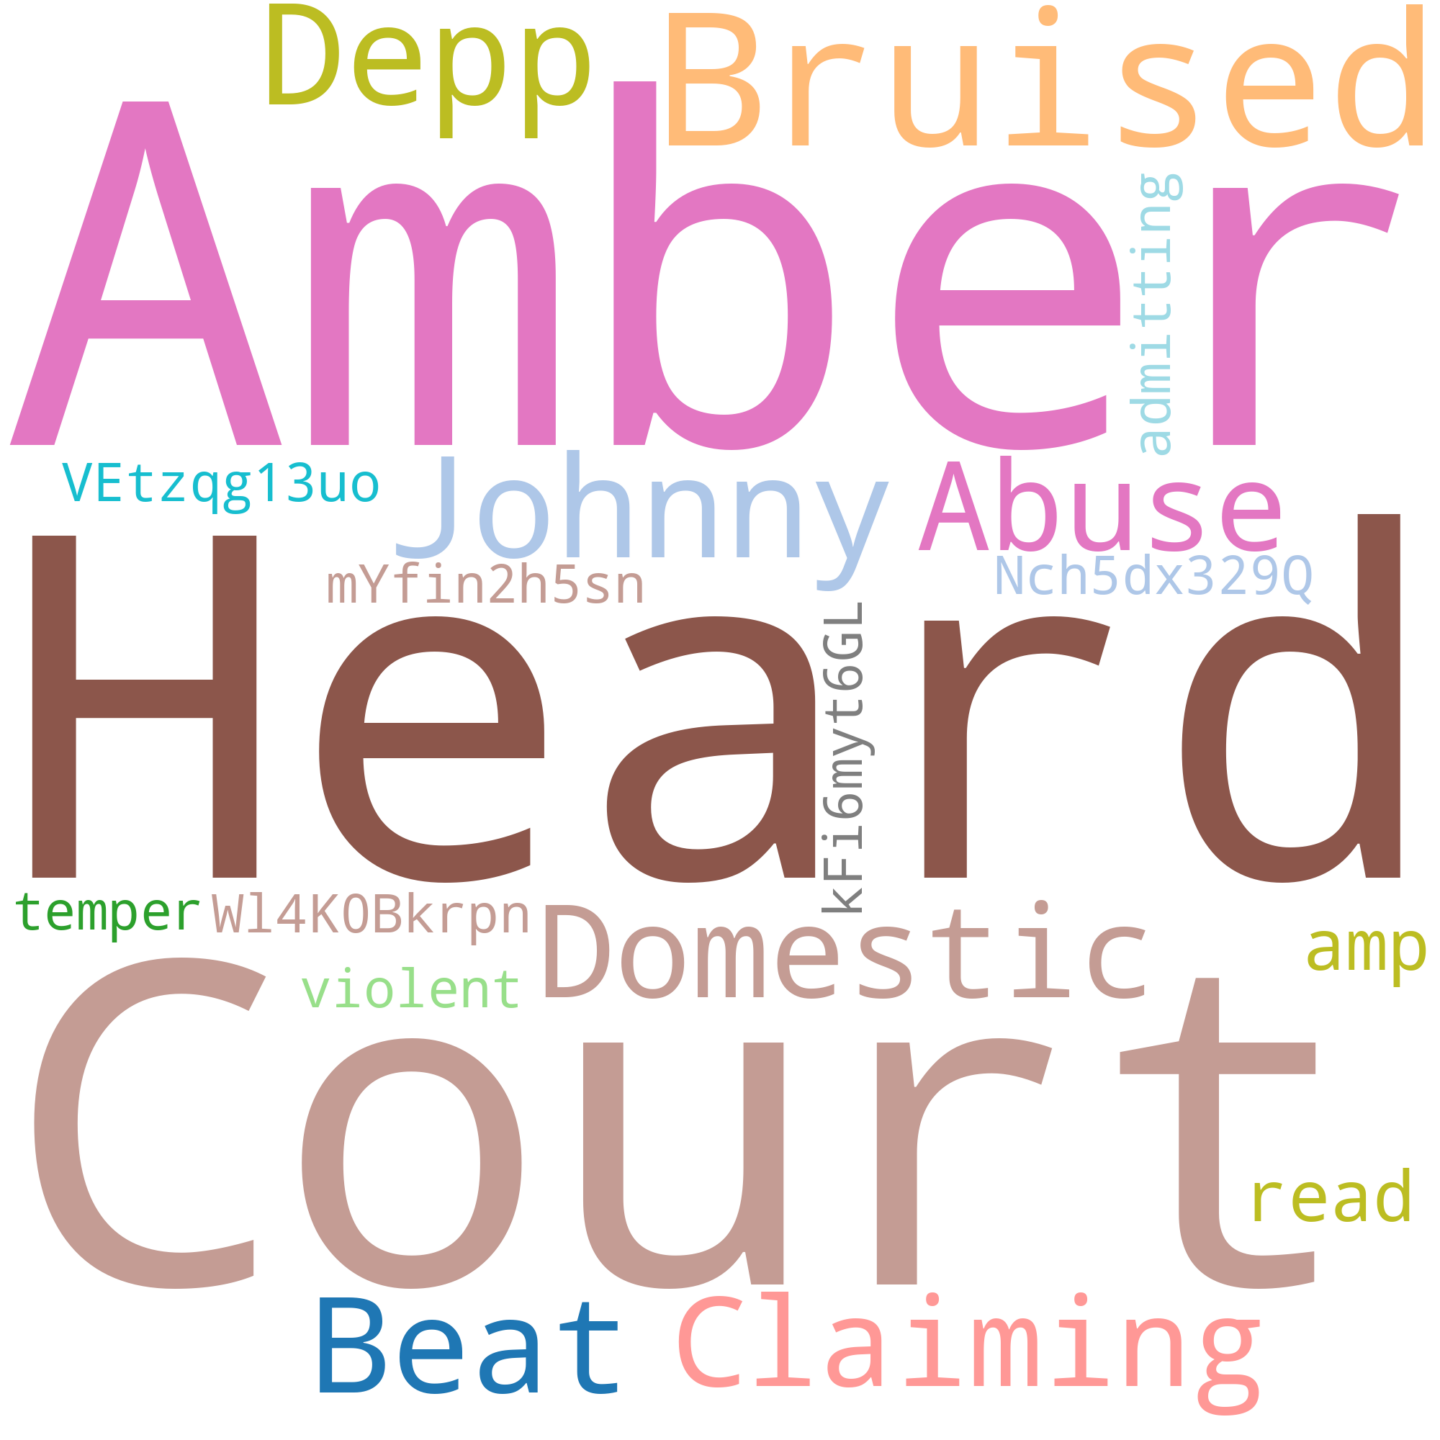 Depp
Bruised
Amber
admitting
VEtzqg13uo
Johnny
Abuse
mYfin2h5sn
Nch5dx329Q
Heard
kFi6myt6GL
temper
Wl4K0Bkrpn
Domestic
amp
violent
Court
read
Beat
Claiming